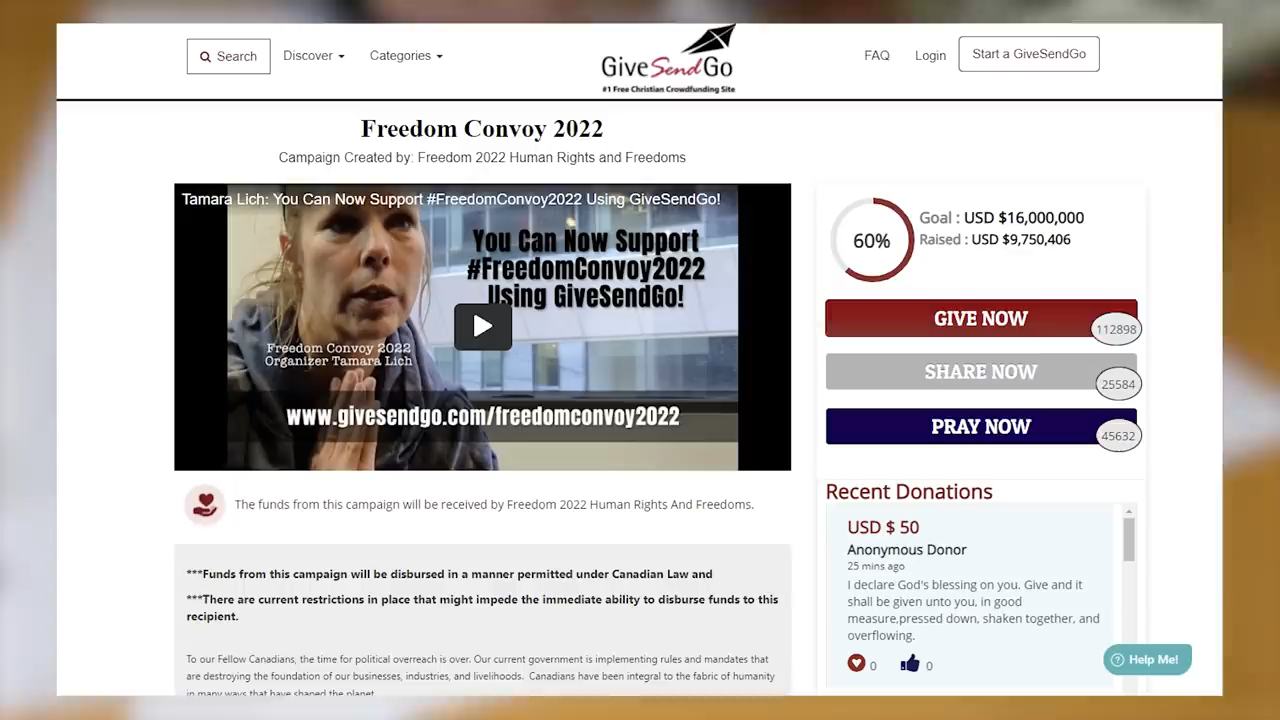 Search
Discover
Categories
GiveSendGo
#1 Free Christian Crowdfunding Site
FAQ
Login
Start a GiveSendGo
Freedom Convoy 2022
Campaign Created by: Freedom 2022 Human Rights and Freedoms
Tamara Lich: You Can Now Support #FreedomConvoy2022 Using GiveSendGo!
You Can Now Support
#FreedomConvoy2022
Using GiveSendGo!
Freedom Convoy 2022
Organizer Tamara Lich
www.givesendgo.com/freedomconvoy2022
The funds from this campaign will be received by Freedom 2022 Human Rights And Freedoms.
***Funds from this campaign will be disbursed in a manner permitted under Canadian Law and
***There are current restrictions in place that might impede the immediate ability to disburse funds to this
recipient.
To our Fellow Canadians, the time for political overreach is over. Our current government is implementing rules and mandates that
are destroying the foundation of our businesses, industries, and livelihoods. Canadians have been integral to the fabric of humanity
in many ways that have shaped the planet.
60%
Goal : USD $16,000,000
Raised : USD $9,750,406
GIVE NOW
112898
SHARE NOW
25584
PRAY NOW
45632
Recent Donations
USD $ 50
Anonymous Donor
25 mins ago
I declare God's blessing on you. Give and it
shall be given unto you, in good
measure,pressed down, shaken together, and
overflowing.
0 0
Help Me!